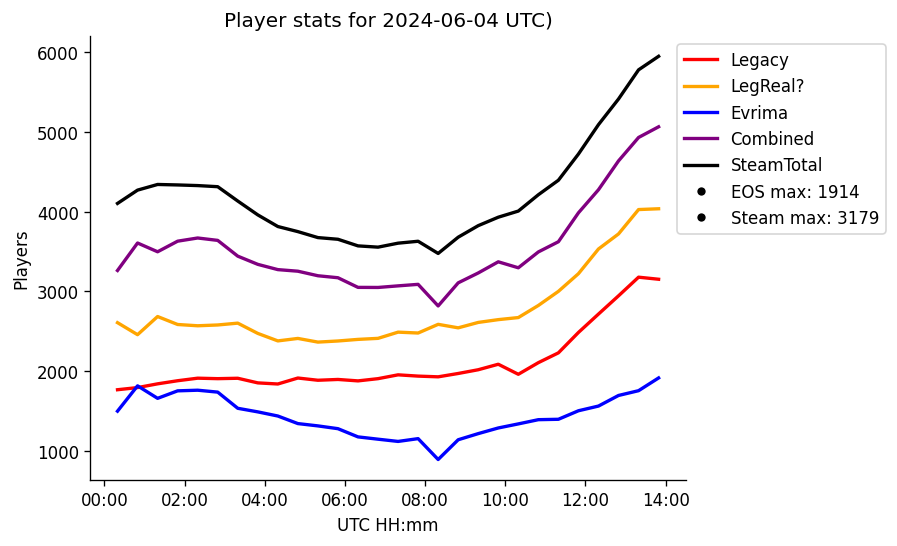 Player stats for 2024-06-04 UTC)
6000
5000
4000
3000
2000
1000
Players
00:00 02:00 04:00 06:00 08:00 10:00 12:00 14:00
UTC HH:mm
Legacy
LegReal?
Evrima
Combined
SteamTotal
EOS max: 1914
Steam max: 3179